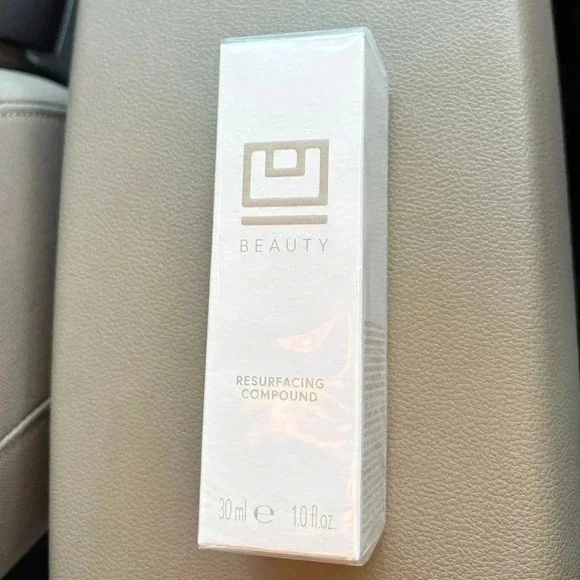 BEAUTY
RESURFACING
COMPOUND
30 ml ℮ 1.0 fl.oz.